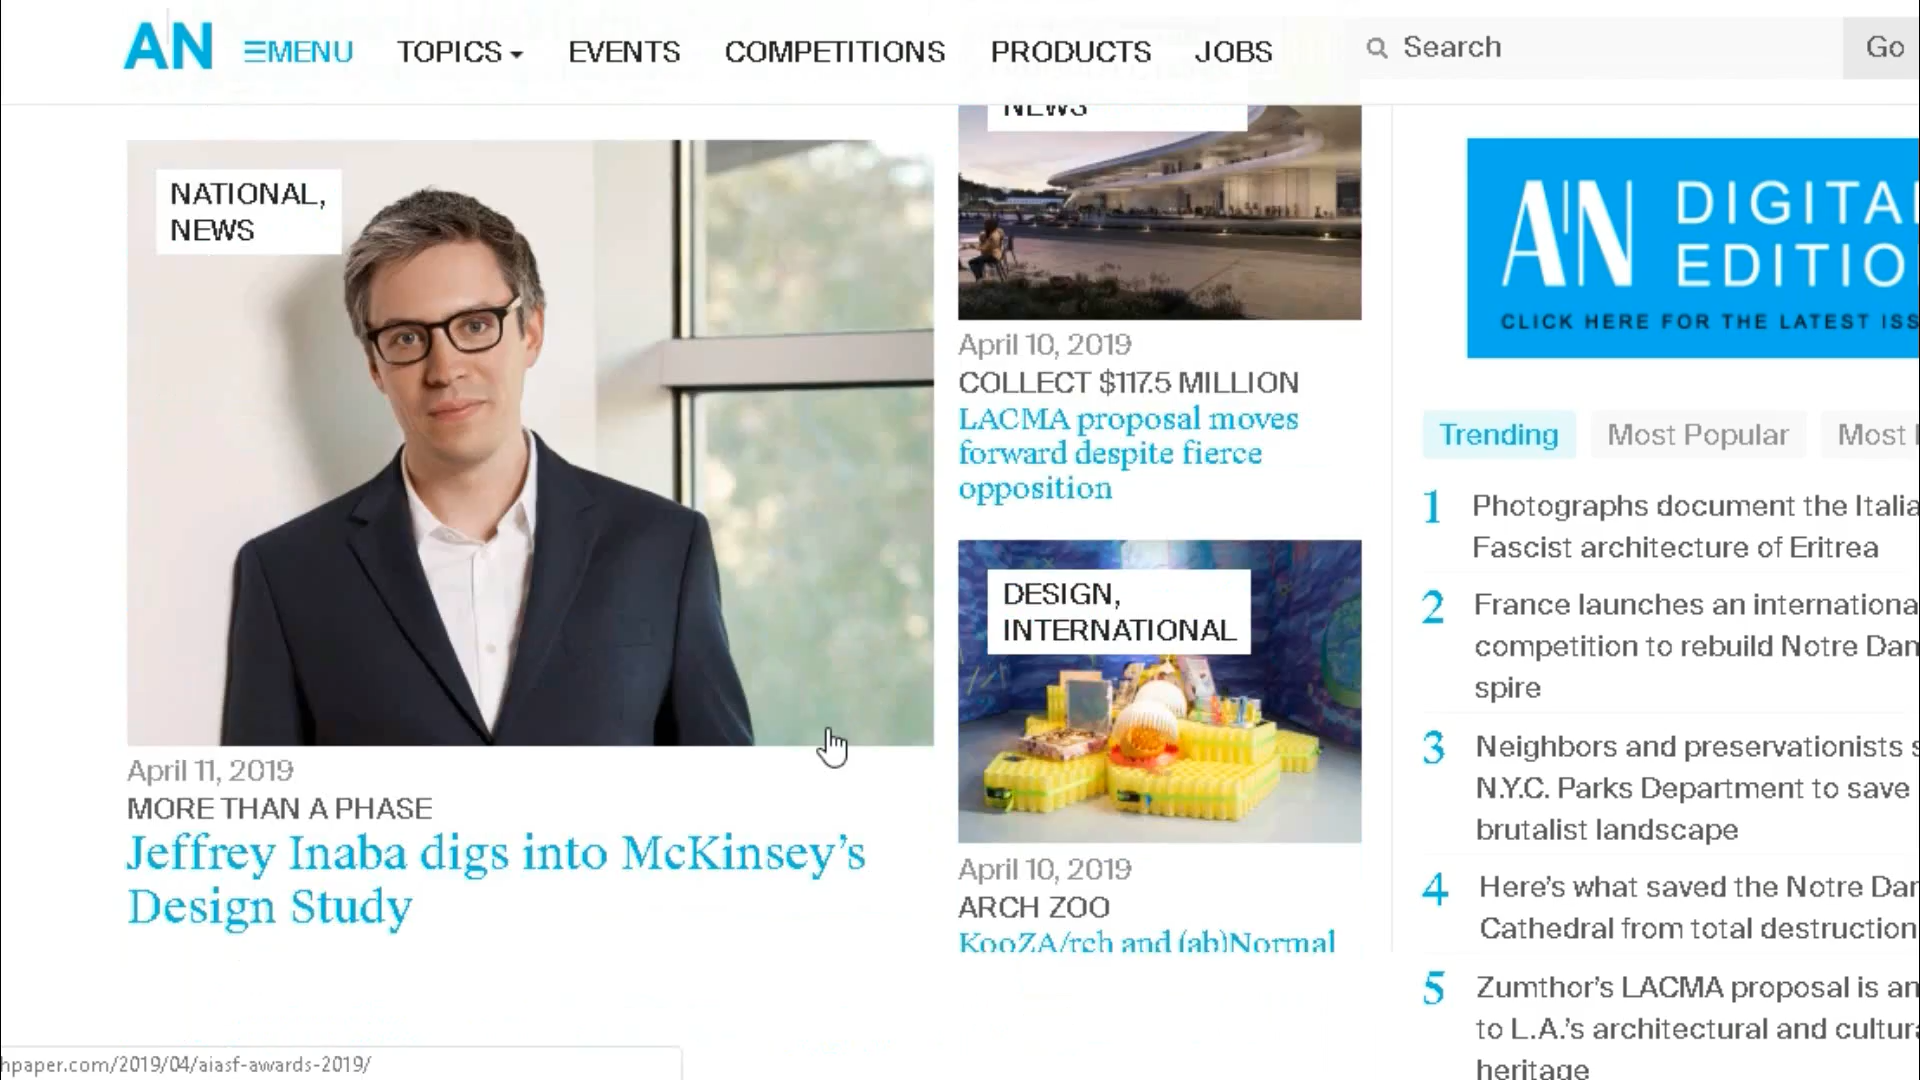 AN
MENU
TOPICS
EVENTS
COMPETITIONS
PRODUCTS
JOBS
Search
Go
NATIONAL,
NEWS
April 11, 2019
MORE THAN A PHASE
Jeffrey Inaba digs into McKinsey's
Design Study
NEWS
April 10, 2019
COLLECT $117.5 MILLION
LACMA proposal moves
forward despite fierce
opposition
DESIGN,
INTERNATIONAL
April 10, 2019
ARCH ZOO
KooZA/rch and (ab)Normal
AN
DIGITA
EDITIO
CLICK HERE FOR THE LATEST ISS
Trending
Most Popular
Most
1 Photographs document the Italia
Fascist architecture of Eritrea
2 France launches an internationa
competition to rebuild Notre Dam
spire
3 Neighbors and preservationists s
N.Y.C. Parks Department to save
brutalist landscape
4 Here's what saved the Notre Dam
Cathedral from total destruction
5 Zumthor's LACMA proposal is an
to L.A.'s architectural and cultura
heritage
hpaper.com/2019/04/aiasf-awards-2019/